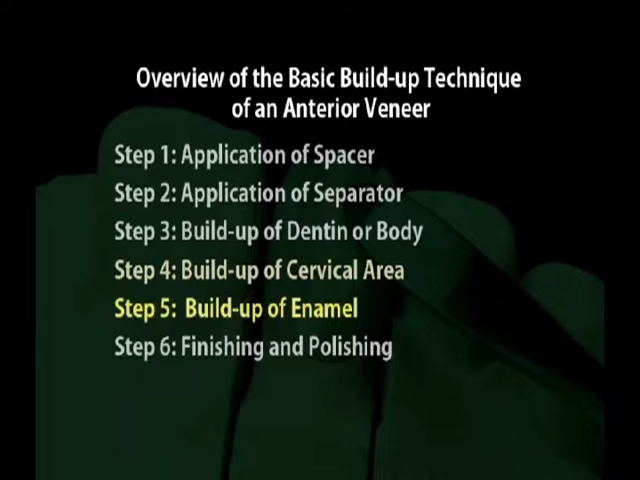 Overview of the Basic Build-up Technique
of an Anterior Veneer
Step 1: Application of Spacer
Step 2: Application of Separator
Step 3: Build-up of Dentin or Body
Step 4: Build-up of Cervical Area
Step 5: Build-up of Enamel
Step 6: Finishing and Polishing